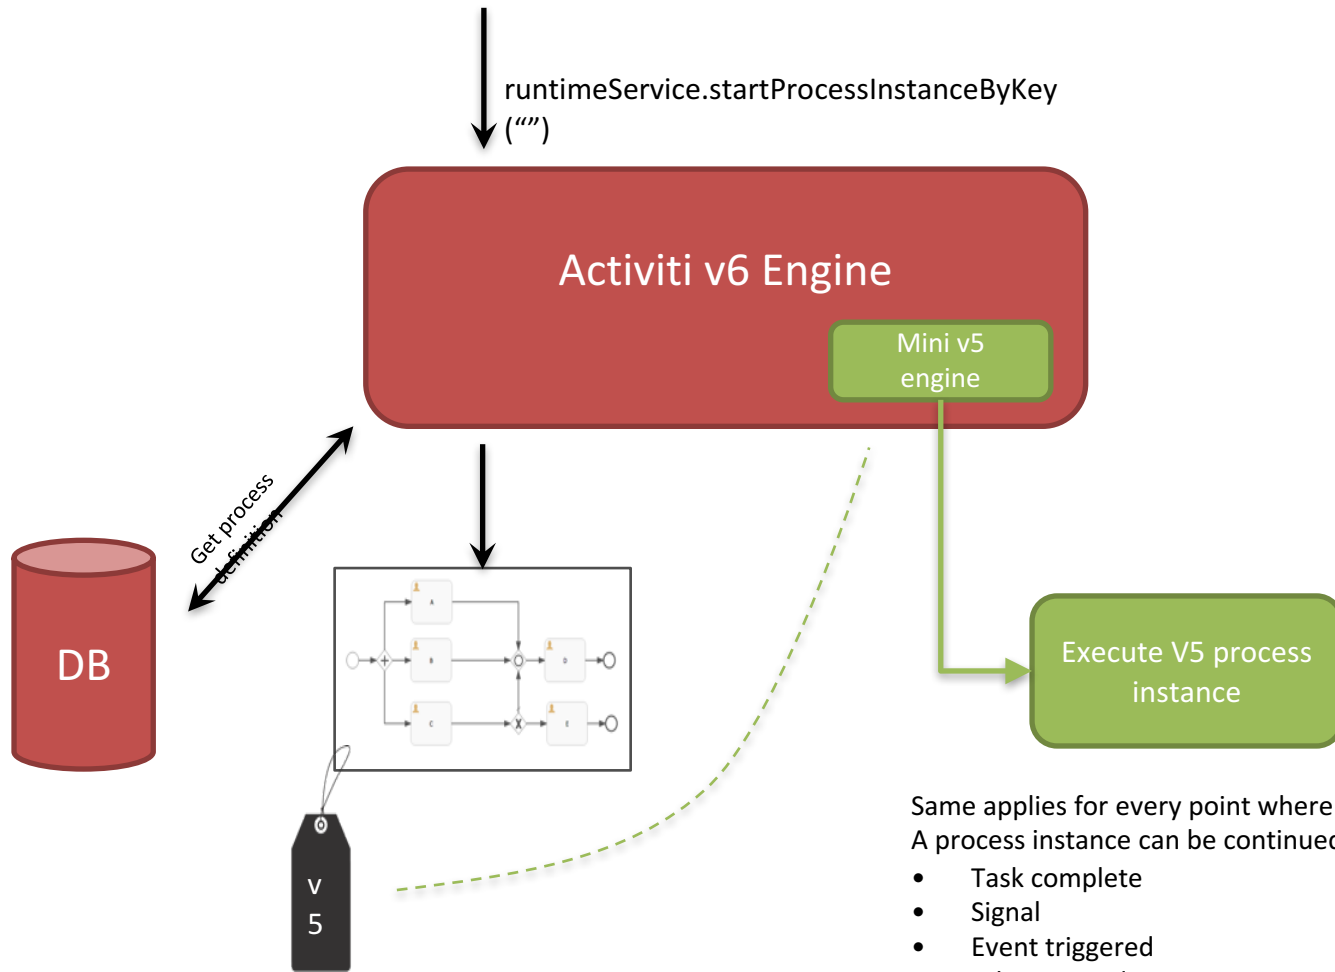 runtimeService.startProcessInstanceByKey
(“”)
Activiti v6 Engine
Mini v5
engine
Get process
definition
DB
A
B
C
D
E
Execute V5 process
instance
v
5
Same applies for every point where
A process instance can be continued
• Task complete
• Signal
• Event triggered